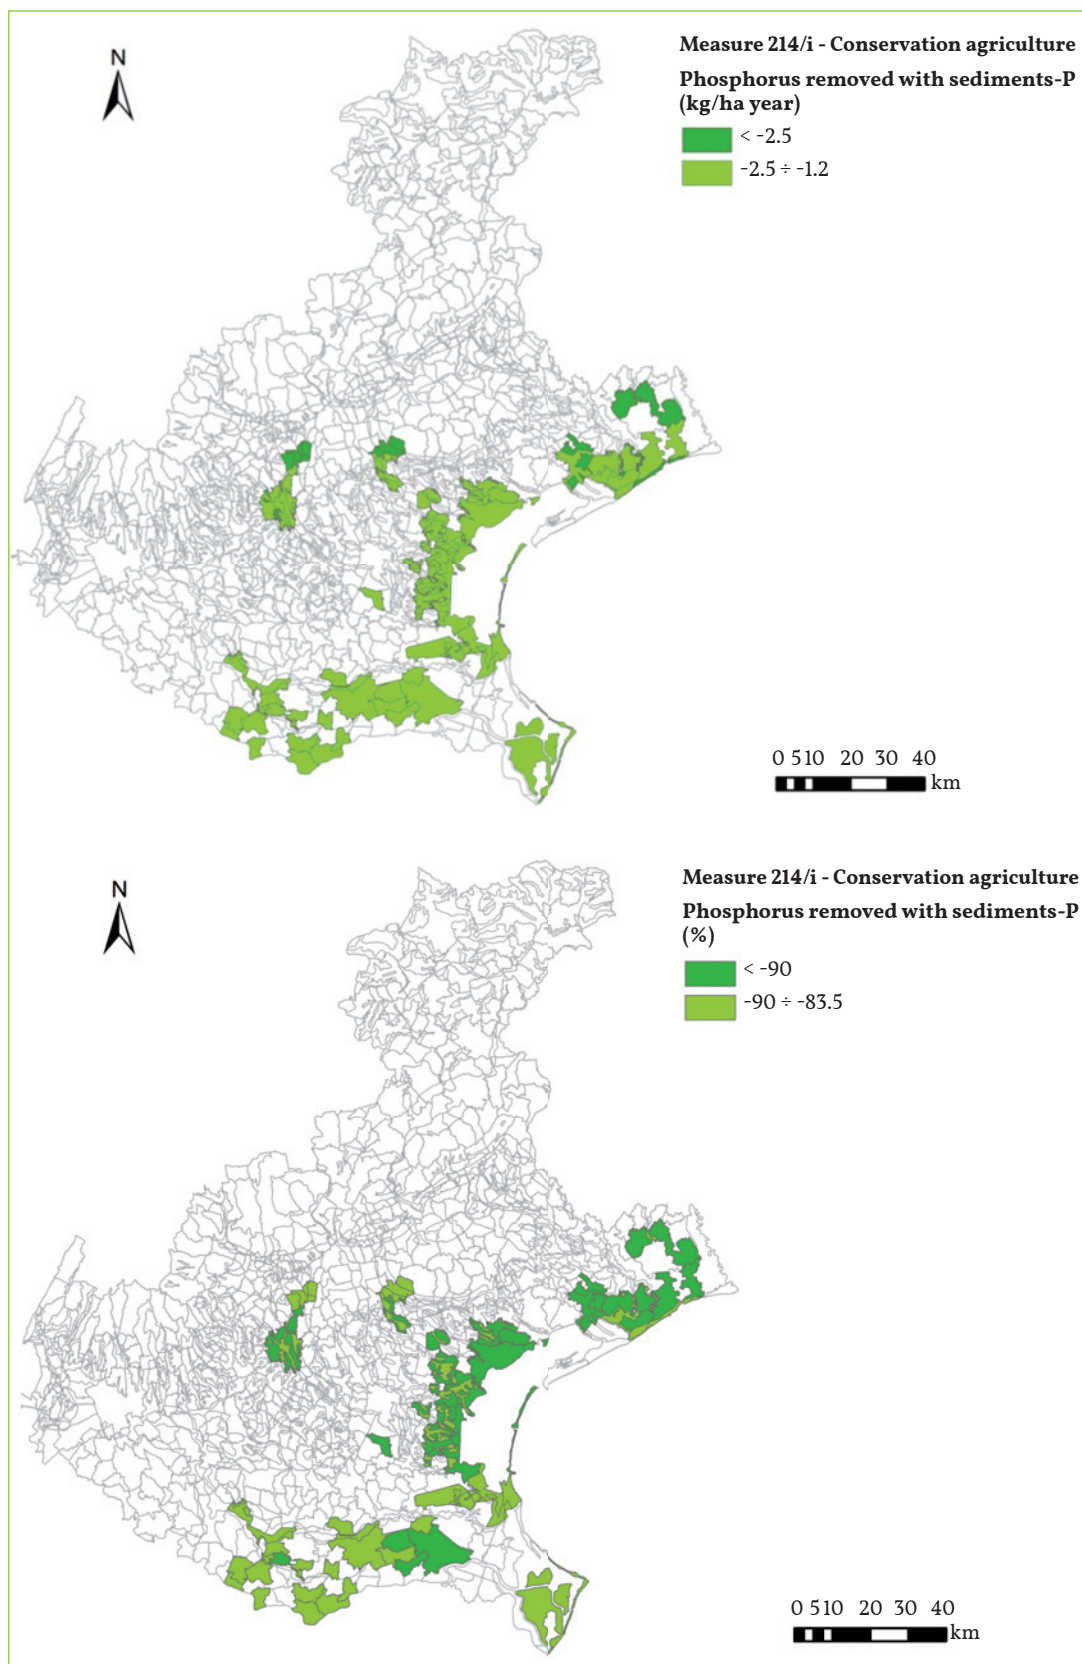 N
Measure 214/i - Conservation agriculture
Phosphorus removed with sediments-P
(kg/ha year)
< -2.5
-2.5 ÷ -1.2
0 5 10 20 30 40
km
N
Measure 214/i - Conservation agriculture
Phosphorus removed with sediments-P
(%)
< -90
-90 ÷ -83.5
0 5 10 20 30 40
km